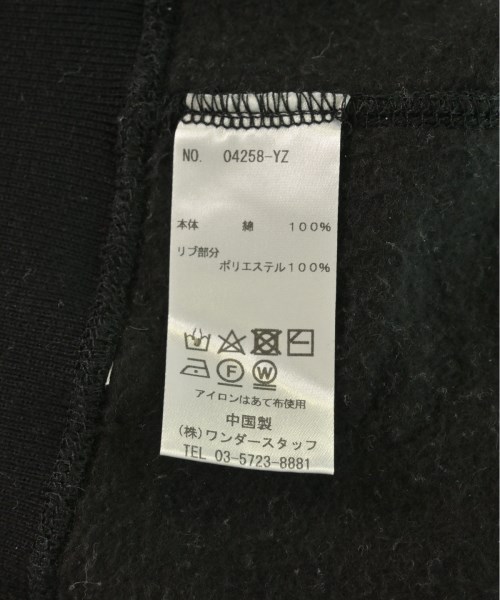 NO. 04258-YZ
本体 綿 100%
リブ部分
ポリエステル100%
F W
アイロンはあて布使用
中国製
(株)ワンダースタッフ
TEL 03-5723-8881